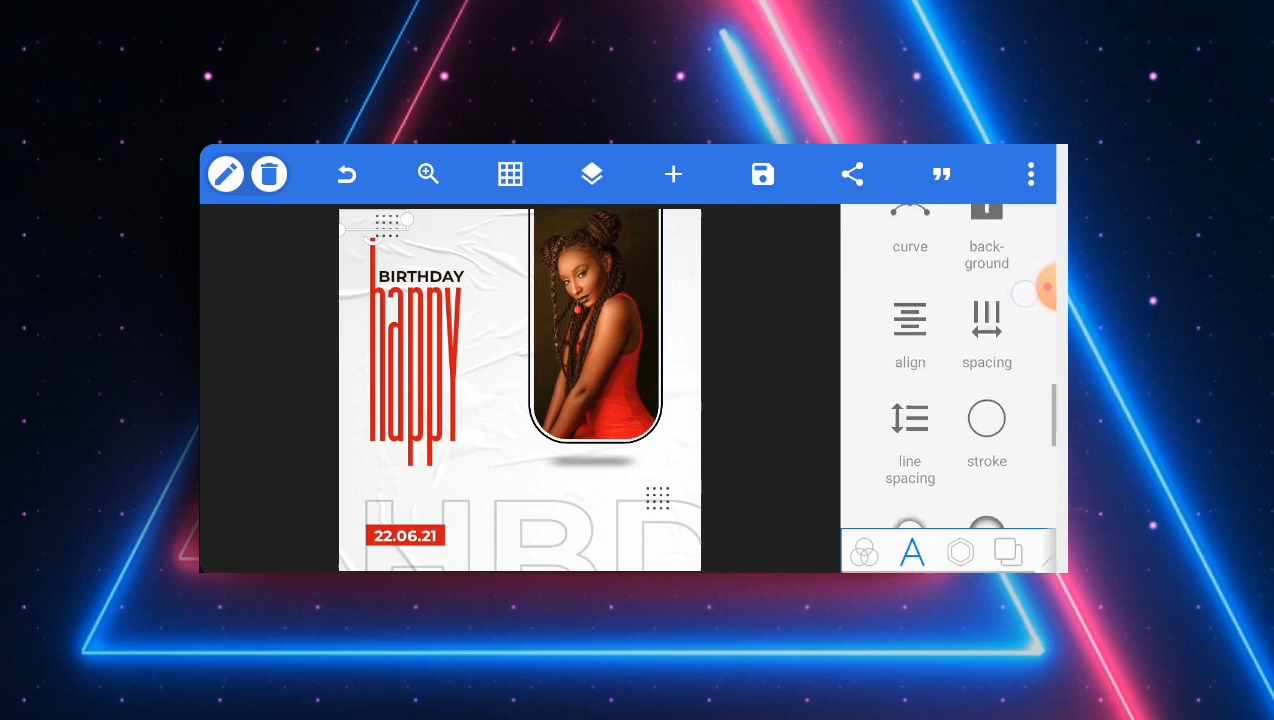 BIRTHDAY
happy
22.06.21
HBD
curve
back-
ground
align
spacing
line
spacing
stroke